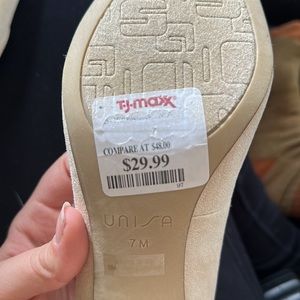 T.J.maxx
COMPARE AT $48.00
$29.99
UNISA
7M